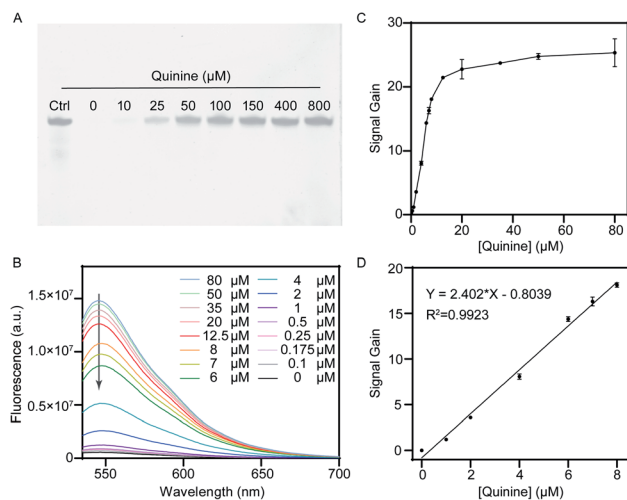 A
Quinine (µM)
Ctrl 0 10 25 50 100 150 400 800
B
Fluorescence (a.u.)
1.5×10⁷
1.0×10⁷
0.5×10⁷
0
550 600 650 700
Wavelength (nm)
80 µM 4 µM
50 µM 2 µM
35 µM 1 µM
20 µM 0.5 µM
12.5 µM 0.25 µM
8 µM 0.175 µM
7 µM 0.1 µM
6 µM 0 µM
C
Signal Gain
30
20
10
0
0 20 40 60 80
[Quinine] (µM)
D
Signal Gain
20
15
10
5
0
Y = 2.402*X - 0.8039
R²=0.9923
0 2 4 6 8
[Quinine] (µM)